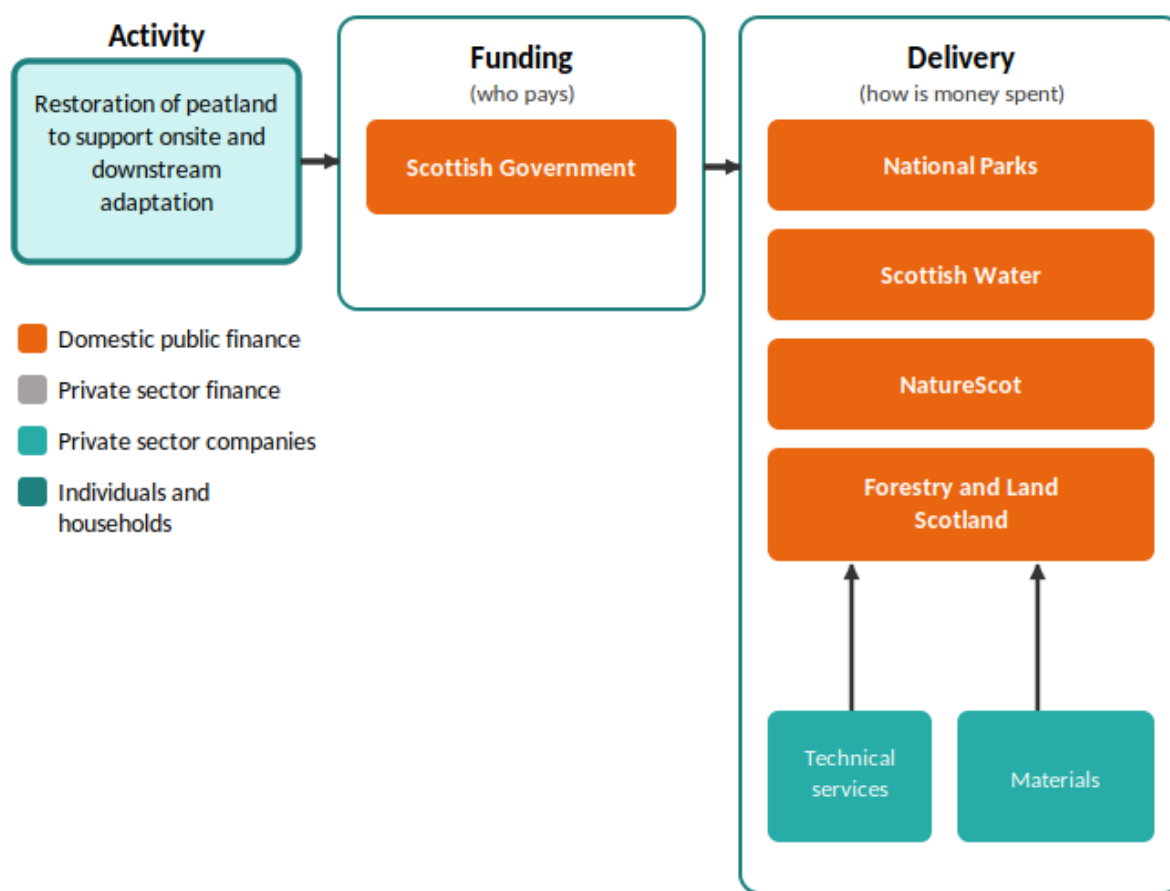 Activity
Restoration of peatland
to support onsite and
downstream
adaptation
Funding
(who pays)
Scottish Government
Delivery
(how is money spent)
National Parks
Scottish Water
NatureScot
Forestry and Land
Scotland
Technical
services
Materials
Domestic public finance
Private sector finance
Private sector companies
Individuals and
households